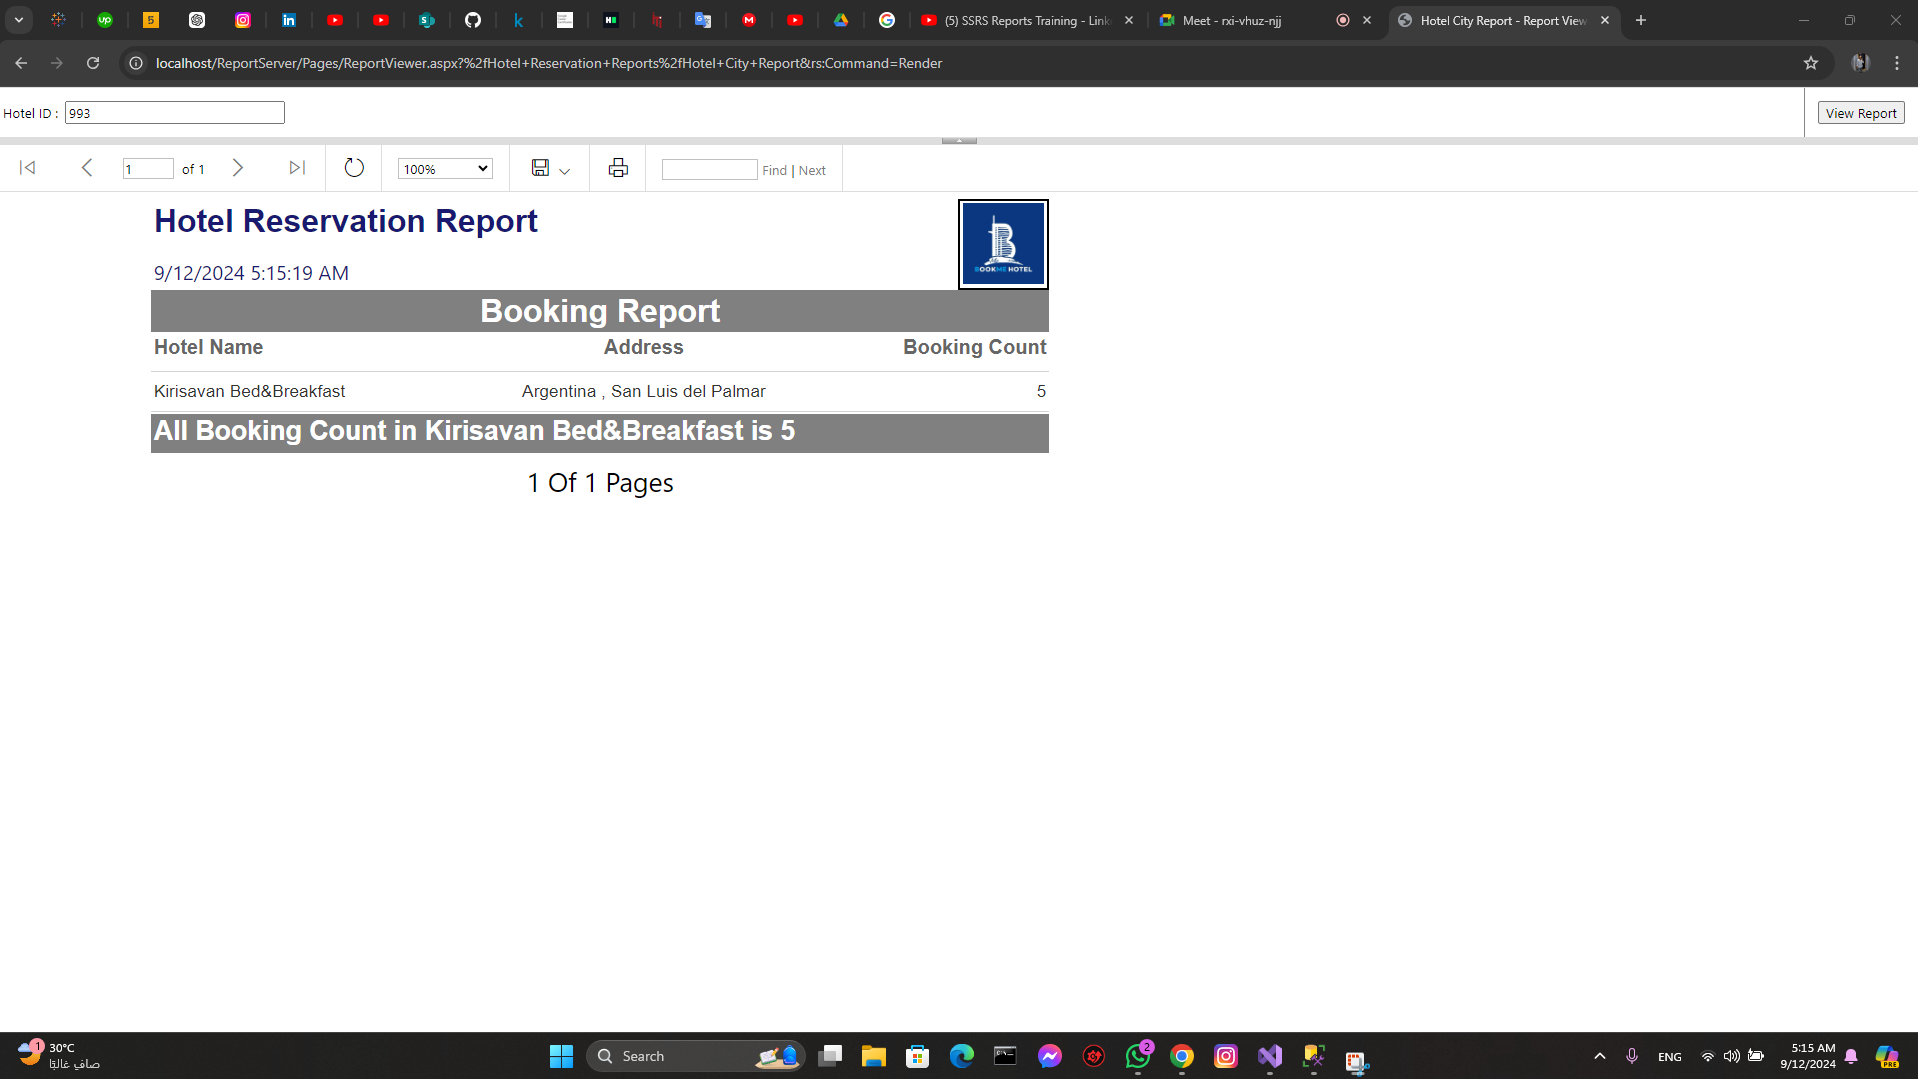 (5) SSRS Reports Training - Link
Meet - rxi-vhuz-njj
Hotel City Report - Report View
localhost/ReportServer/Pages/ReportViewer.aspx?%2fHotel+Reservation+Reports%2fHotel+City+Report&rs:Command=Render
Hotel ID : 993
View Report
1 of 1
100%
Find | Next
Hotel Reservation Report
BOOKME HOTEL
9/12/2024 5:15:19 AM
Booking Report
Hotel Name Address Booking Count
Kirisavan Bed&Breakfast Argentina , San Luis del Palmar 5
All Booking Count in Kirisavan Bed&Breakfast is 5
1 Of 1 Pages
1
30°C
صافٍ غالبًا
Search
2
ENG
5:15 AM
9/12/2024
PRE